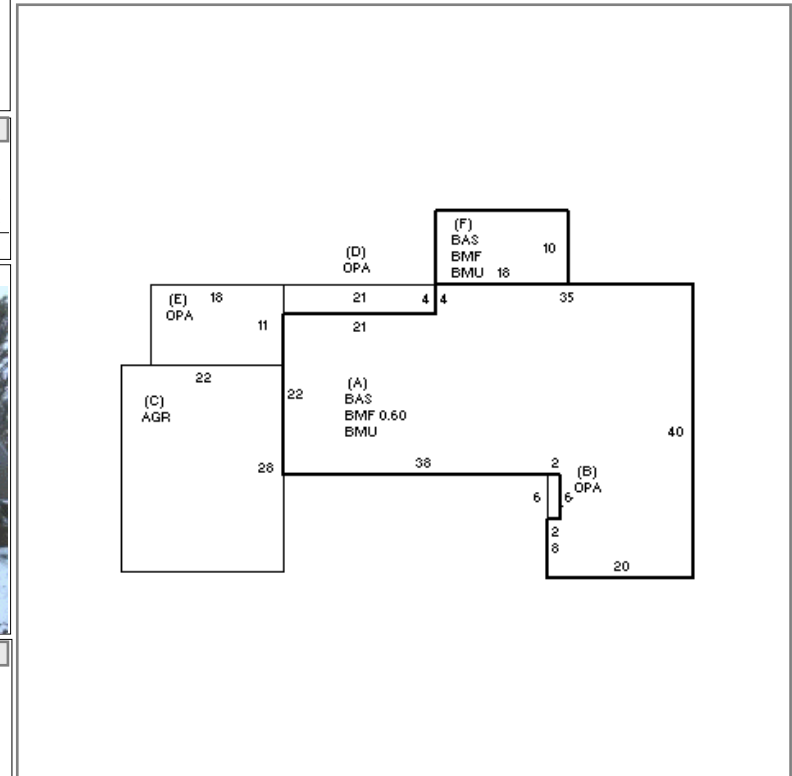 (F)
BAS
BMF
BMU 18
10
(D)
OPA
(E) 18
OPA
21
4 4
35
11
21
22
(C)
AGR
22
(A)
BAS
BMF 0.60
BMU
40
28
38
2
(B)
OPA
6
6
2
8
20